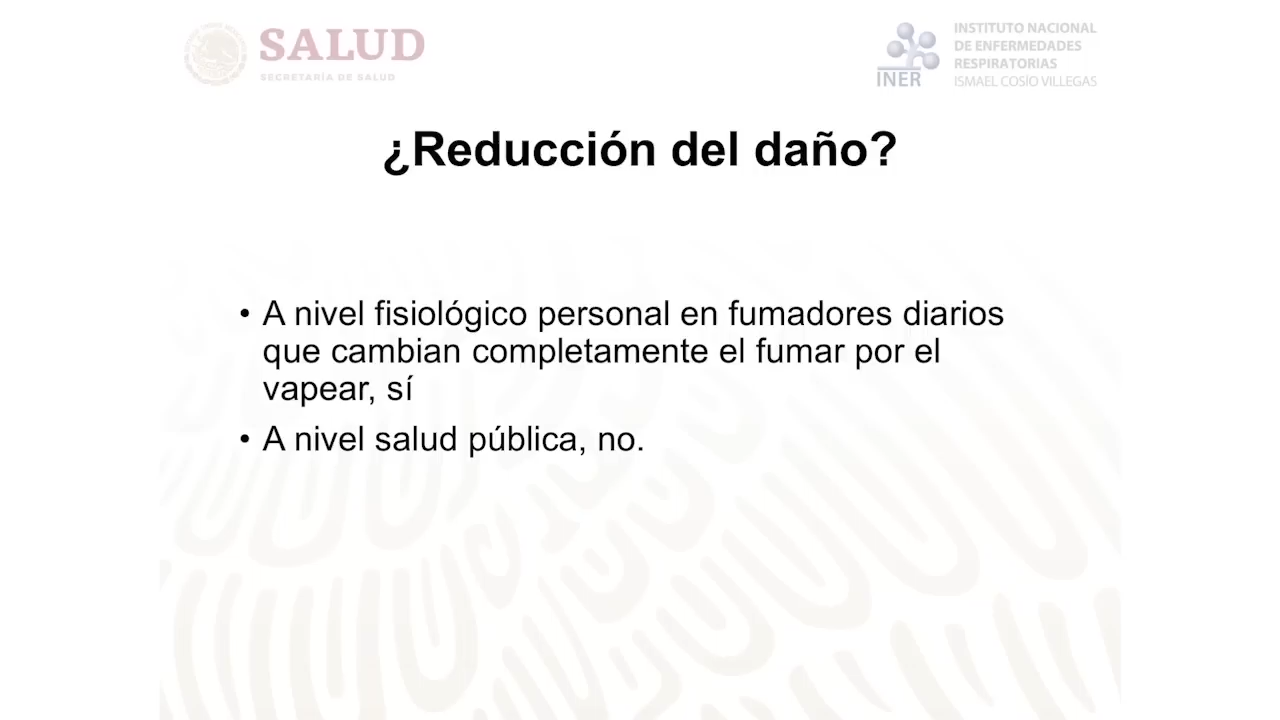 SALUD
SECRETARÍA DE SALUD
INER
INSTITUTO NACIONAL
DE ENFERMEDADES
RESPIRATORIAS
ISMAEL COSÍO VILLEGAS
¿Reducción del daño?
• A nivel fisiológico personal en fumadores diarios
que cambian completamente el fumar por el
vapear, sí
• A nivel salud pública, no.